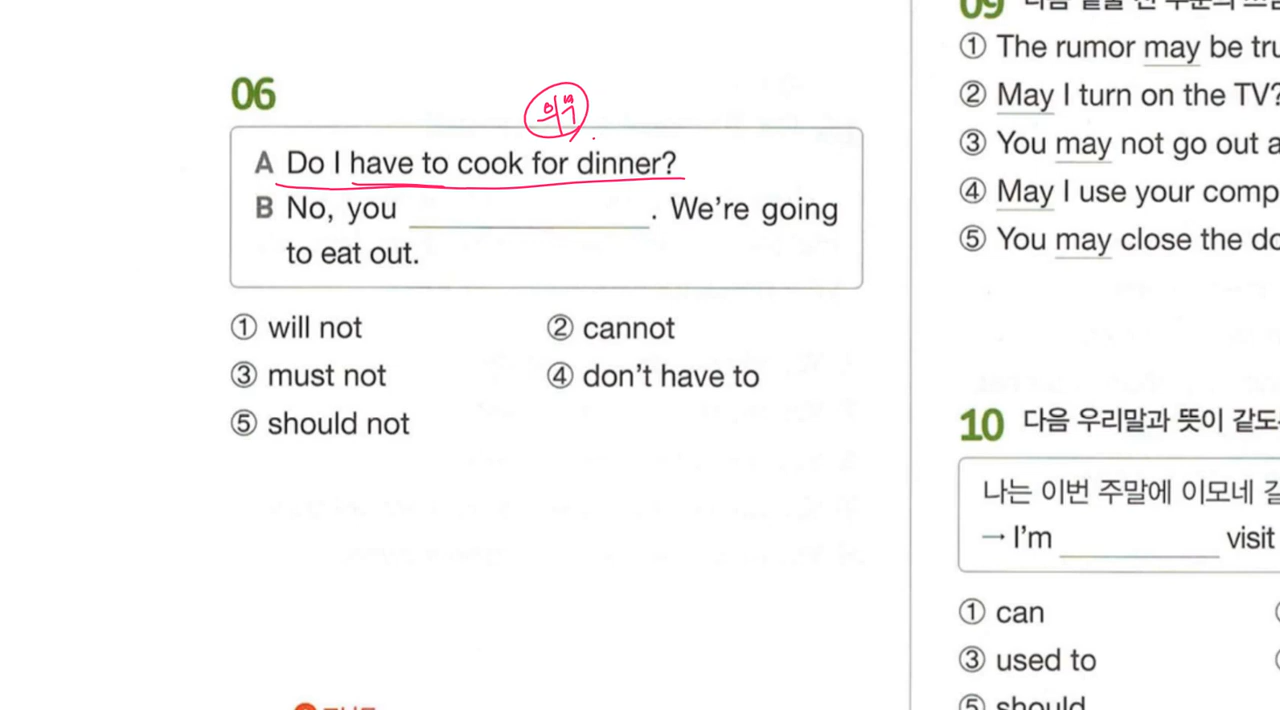 06
의무
A Do I have to cook for dinner?
B No, you ____________. We're going
to eat out.
① will not ② cannot
③ must not ④ don't have to
⑤ should not
09
① The rumor may be tru
② May I turn on the TV?
③ You may not go out a
④ May I use your comp
⑤ You may close the do
10 다음 우리말과 뜻이 같도
나는 이번 주말에 이모네
→ I'm ____________ visit
① can
③ used to
⑤ should